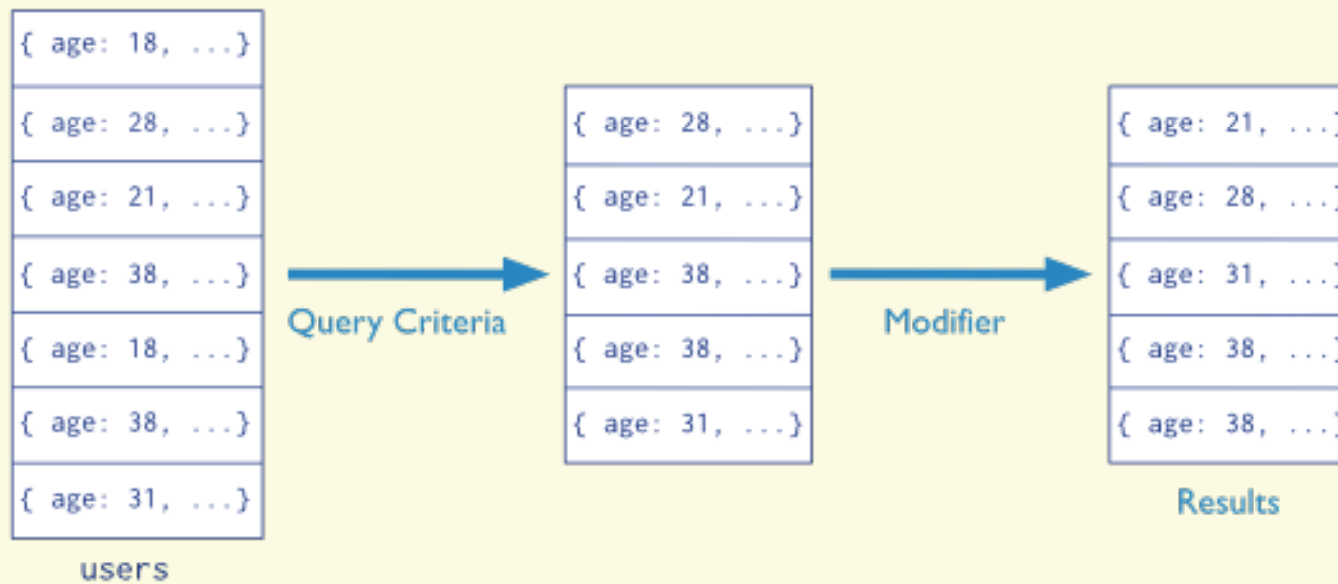 { age: 18, ...}
{ age: 28, ...}
{ age: 21, ...}
{ age: 38, ...}
{ age: 18, ...}
{ age: 38, ...}
{ age: 31, ...}
users
Query Criteria
{ age: 28, ...}
{ age: 21, ...}
{ age: 38, ...}
{ age: 38, ...}
{ age: 31, ...}
Modifier
{ age: 21, ...}
{ age: 28, ...}
{ age: 31, ...}
{ age: 38, ...}
{ age: 38, ...}
Results